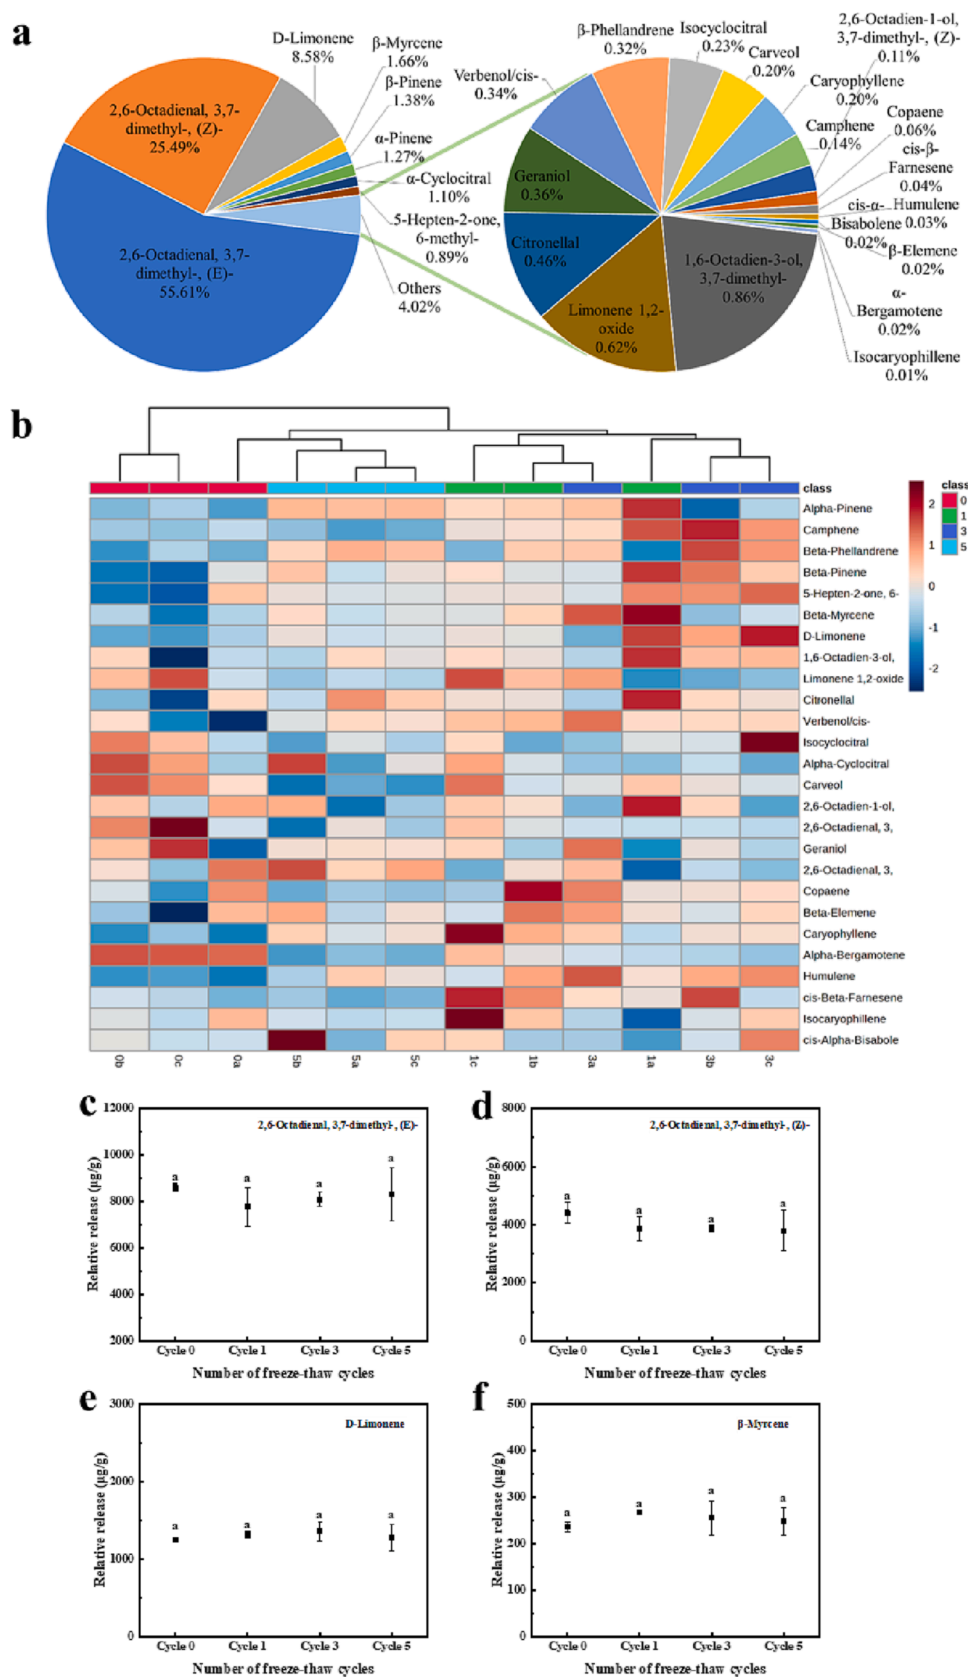 a
D-Limonene
8.58%
β-Myrcene
1.66%
β-Pinene
1.38%
α-Pinene
1.27%
α-Cyclocitral
1.10%
5-Hepten-2-one,
6-methyl-
0.89%
Others
4.02%
2,6-Octadienal, 3,7-
dimethyl-, (Z)-
25.49%
2,6-Octadienal, 3,7-
dimethyl-, (E)-
55.61%
β-Phellandrene
0.32%
Isocyclocitral
0.23%
Carveol
0.20%
2,6-Octadien-1-ol,
3,7-dimethyl-, (Z)-
0.11%
Caryophyllene
0.20%
Copaene
0.06%
Camphene
0.14%
cis-β-
Farnesene
0.04%
Humulene
0.03%
cis-α-
Bisabolene
0.02%
β-Elemene
0.02%
α-
Bergamotene
0.02%
Isocaryophillene
0.01%
Verbenol/cis-
0.34%
Geraniol
0.36%
Citronellal
0.46%
Limonene 1,2-
oxide
0.62%
1,6-Octadien-3-ol,
3,7-dimethyl-
0.86%
b
class
Alpha-Pinene
Camphene
Beta-Phellandrene
Beta-Pinene
5-Hepten-2-one, 6-
Beta-Myrcene
D-Limonene
1,6-Octadien-3-ol,
Limonene 1,2-oxide
Citronellal
Verbenol/cis-
Isocyclocitral
Alpha-Cyclocitral
Carveol
2,6-Octadien-1-ol,
2,6-Octadienal, 3,
Geraniol
2,6-Octadienal, 3,
Copaene
Beta-Elemene
Caryophyllene
Alpha-Bergamotene
Humulene
cis-Beta-Farnesene
Isocaryophillene
cis-Alpha-Bisabole
0b 0c 0a 5b 5a 5c 1c 1b 3a 1a 3b 3c
2
1
0
-1
-2
class
0
1
3
5
c
2,6-Octadienal, 3,7-dimethyl-, (E)-
12000
10000
8000
6000
4000
2000
Relative release (μg/g)
a a a a
Cycle 0 Cycle 1 Cycle 3 Cycle 5
Number of freeze-thaw cycles
d
2,6-Octadienal, 3,7-dimethyl-, (Z)-
8000
6000
4000
2000
0
Relative release (μg/g)
a a a a
Cycle 0 Cycle 1 Cycle 3 Cycle 5
Number of freeze-thaw cycles
e
D-Limonene
3000
2000
1000
0
Relative release (μg/g)
a a a a
Cycle 0 Cycle 1 Cycle 3 Cycle 5
Number of freeze-thaw cycles
f
β-Myrcene
500
400
300
200
100
0
Relative release (μg/g)
a a a a
Cycle 0 Cycle 1 Cycle 3 Cycle 5
Number of freeze-thaw cycles